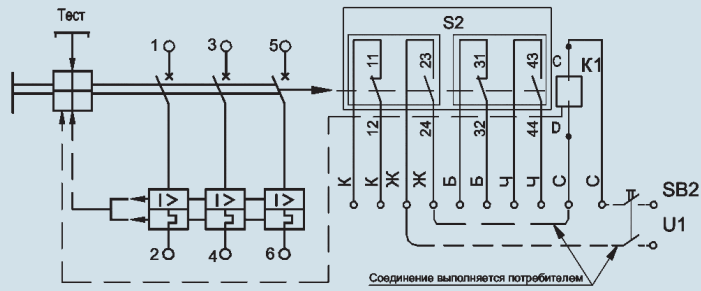 Тест
S2
1 3 5
11 23 31 43
C K1
D
12 24 32 44
К К Ж Ж Б Б Ч Ч С С
I> I> I>
SB2
U1
2 4 6
Соединение выполняется потребителем